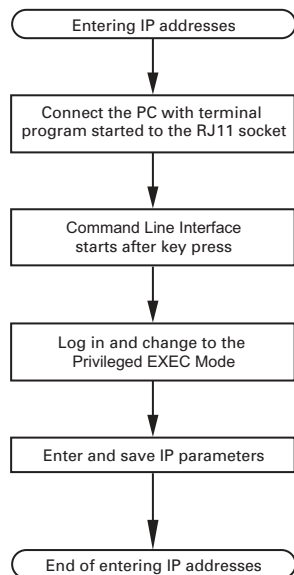 Entering IP addresses
Connect the PC with terminal
program started to the RJ11 socket
Command Line Interface
starts after key press
Log in and change to the
Privileged EXEC Mode
Enter and save IP parameters
End of entering IP addresses